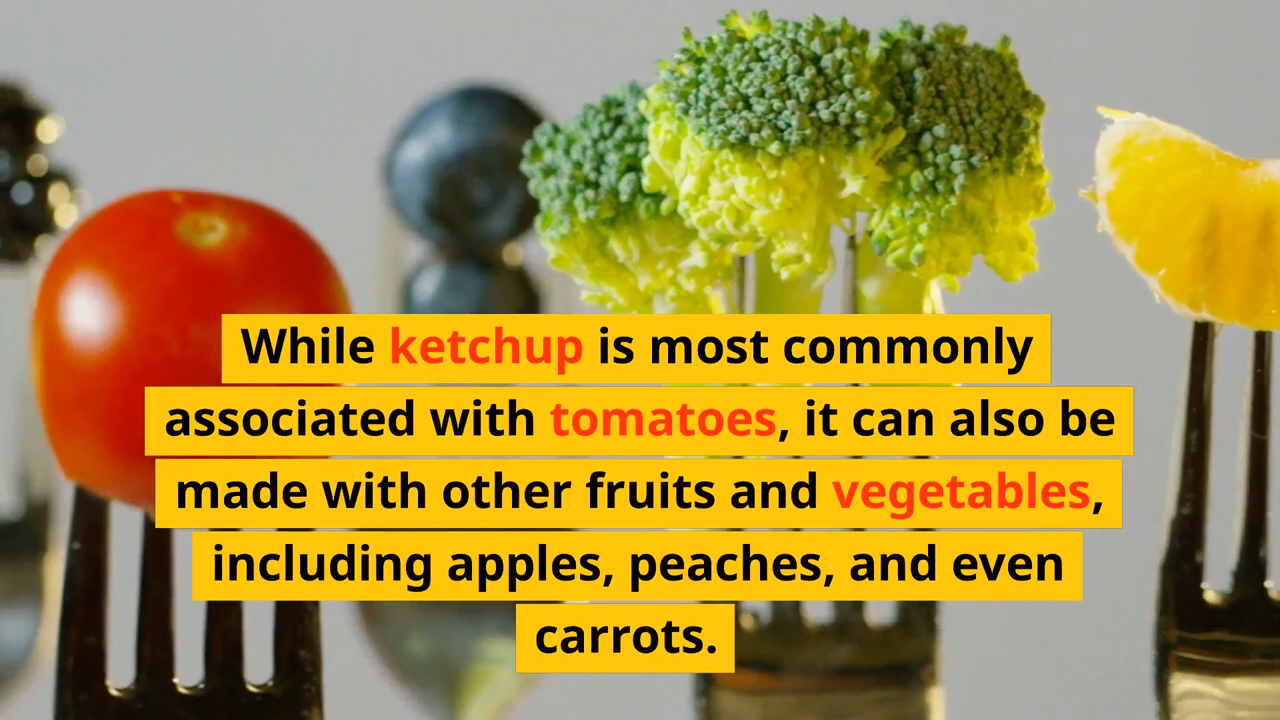 While ketchup is most commonly
associated with tomatoes, it can also be
made with other fruits and vegetables,
including apples, peaches, and even
carrots.